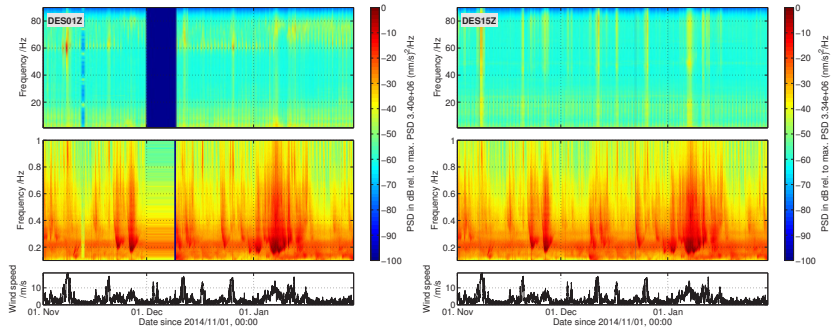 DES01Z
80
60
40
20
Frequency /Hz
0
−10
−20
−30
−40
−50
−60
−70
−80
−90
−100
PSD in dB rel. to max. PSD 3.40e+06 (nm/s)²/Hz
1
0.8
0.6
0.4
0.2
Frequency /Hz
10
0
Wind speed
/m/s
01. Nov
01. Dec
01. Jan
Date since 2014/11/01, 00:00
DES15Z
80
60
40
20
Frequency /Hz
0
−10
−20
−30
−40
−50
−60
−70
−80
−90
−100
PSD in dB rel. to max. PSD 3.34e+06 (nm/s)²/Hz
1
0.8
0.6
0.4
0.2
Frequency /Hz
10
0
Wind speed
/m/s
01. Nov
01. Dec
01. Jan
Date since 2014/11/01, 00:00